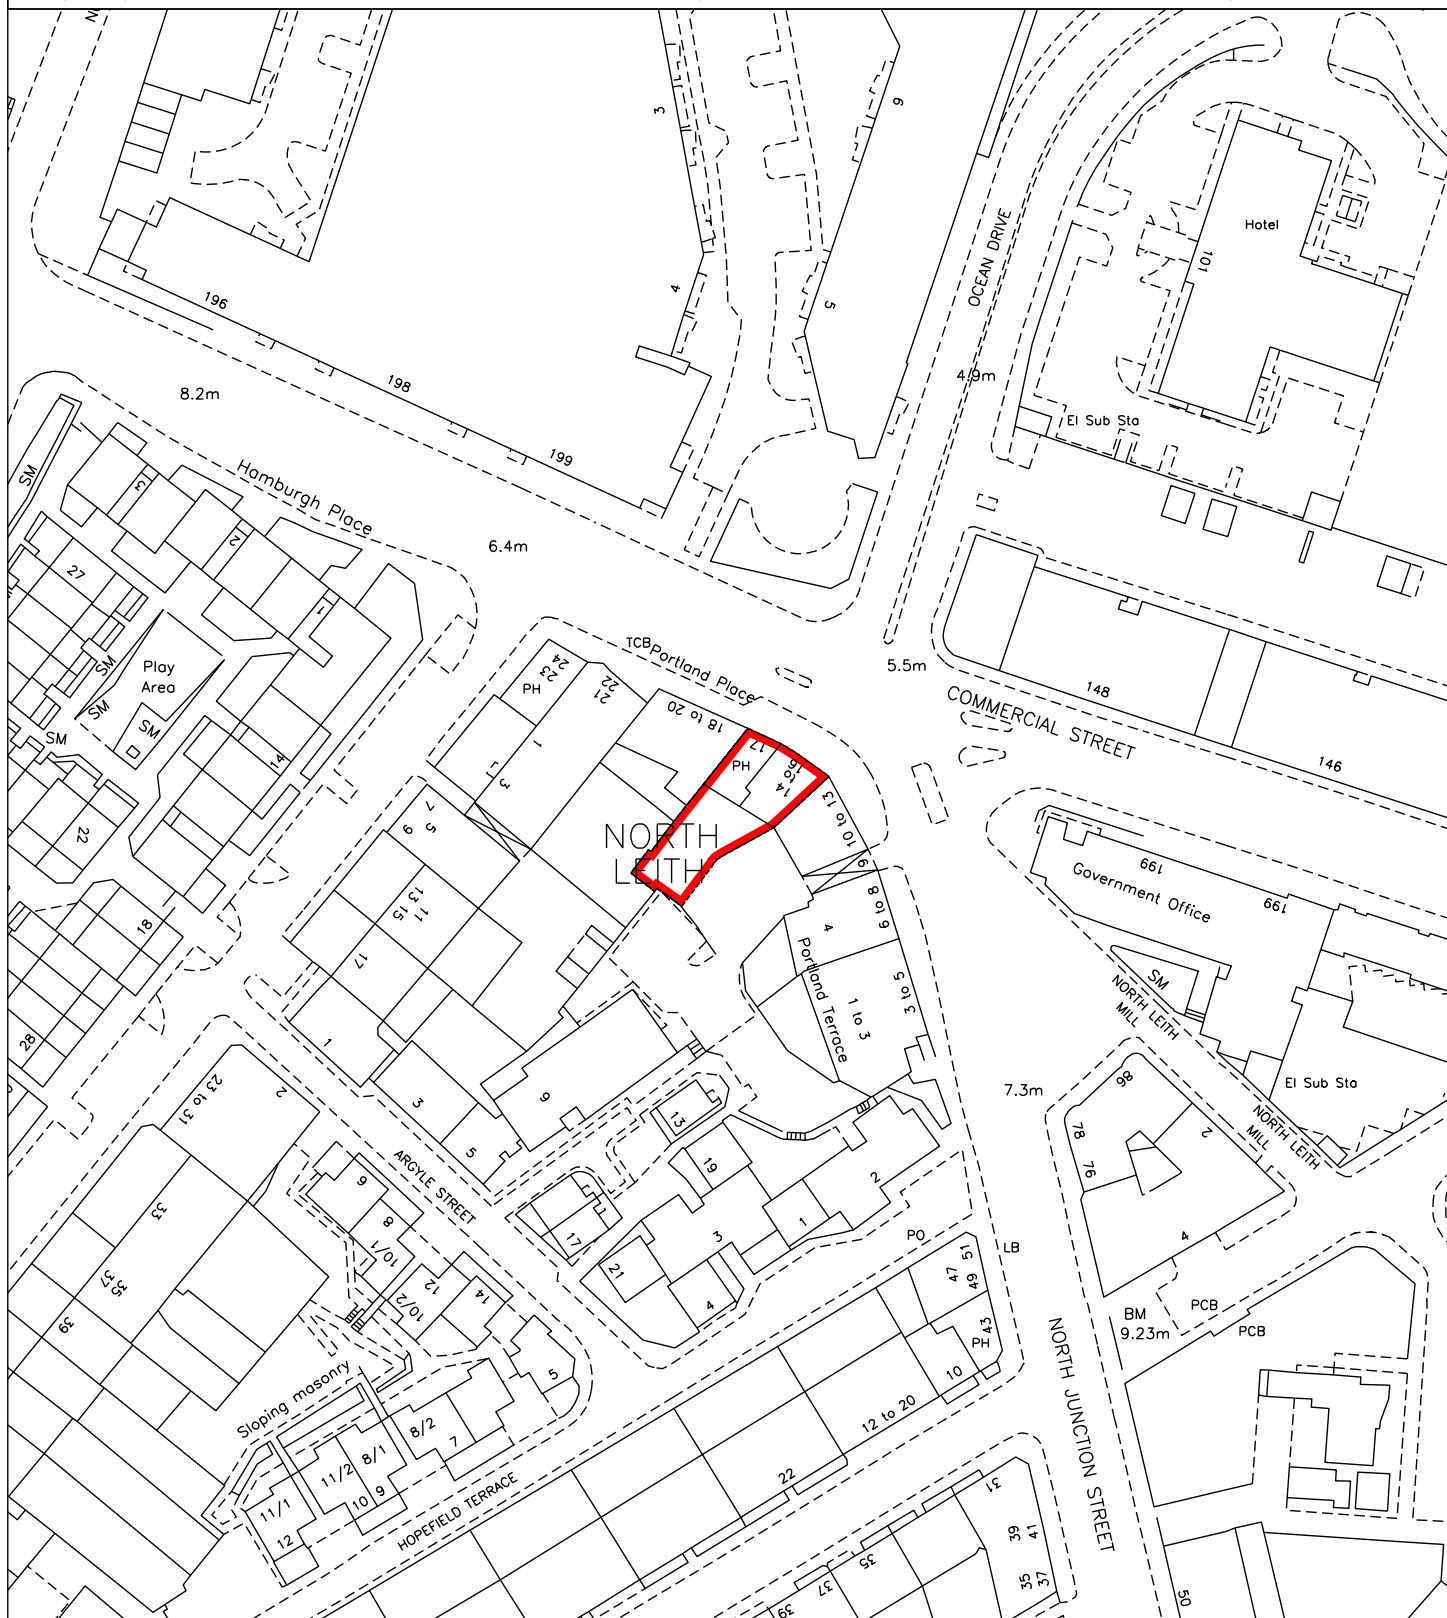 3
6
OCEAN DRIVE
Hotel
101
196
4
5
198
8.2m
4.9m
El Sub Sta
199
SM
Hamburgh Place
3
2
6.4m
27
1
TCB
Portland Place
5.5m
Play
Area
SM
SM
SM
SM
24
23
PH
22
21
18 to 20
148
COMMERCIAL STREET
146
17
PH
16
to
14
1
3
14
7
5
9
22
10 to 13
NORTH
LEITH
9
199
Government Office
199
13 15
11
17
18
6 to 8
4
Portland Terrace
3 to 5
1 to 3
SM
NORTH LEITH
MILL
28
1
El Sub Sta
7.3m
23 to 31
2
3
9
13
86
78
76
2
NORTH LEITH
MILL
5
ARGYLE STREET
19
2
9
33
8
10/1
17
3
1
PO
LB
4
51
49
47
37
35
39
12
10/2
14
21
4
43
PH
BM
9.23m
PCB
PCB
NORTH JUNCTION STREET
Sloping masonry
5
10
8/2
7
12 to 20
8/1
11/2
9
10
11/1
12
HOPEFIELD TERRACE
22
31
39
41
35
37
35
37
39
50